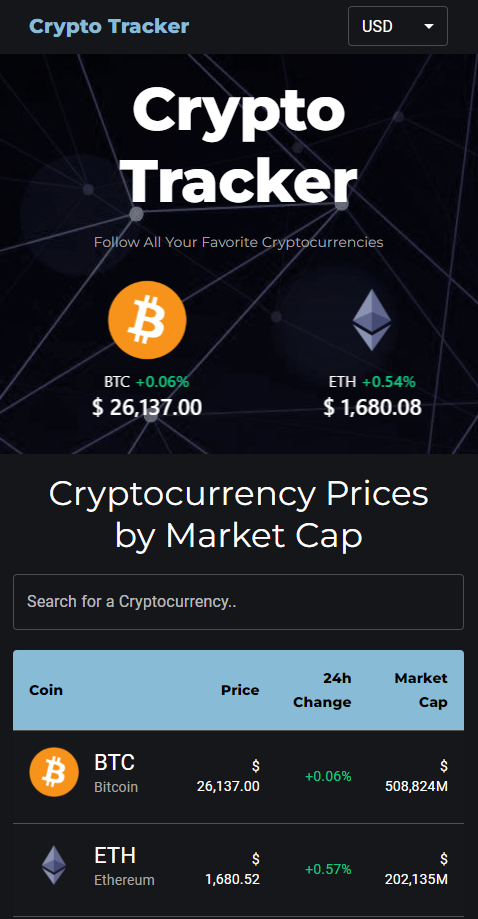 Crypto Tracker
USD
Crypto
Tracker
Follow All Your Favorite Cryptocurrencies
BTC +0.06%
$ 26,137.00
ETH +0.54%
$ 1,680.08
Cryptocurrency Prices
by Market Cap
Search for a Cryptocurrency..
Coin
Price
24h
Change
Market
Cap
BTC
Bitcoin
$
26,137.00
+0.06%
$
508,824M
ETH
Ethereum
$
1,680.52
+0.57%
$
202,135M